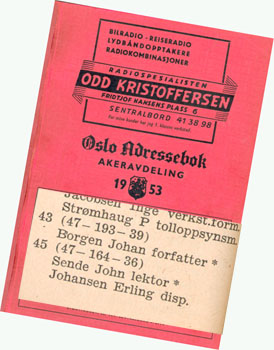 BILRADIO · REISERADIO
LYDBÅNDOPPTAKERE
RADIOKOMBINASJONER
RADIOSPESIALISTEN
ODD KRISTOFFERSEN
FRIDTJOF NANSENS PLASS 6
SENTRALBORD 41 38 98
Oslo Adressebok
AKERAVDELING
1953
Jacobsen Inge verkst.form.
Strømhaug P tolloppsynsm.
43 (47-193-39)
Borgen Johan forfatter *
45 (47-164-36)
Sende John lektor *
Johansen Erling disp.